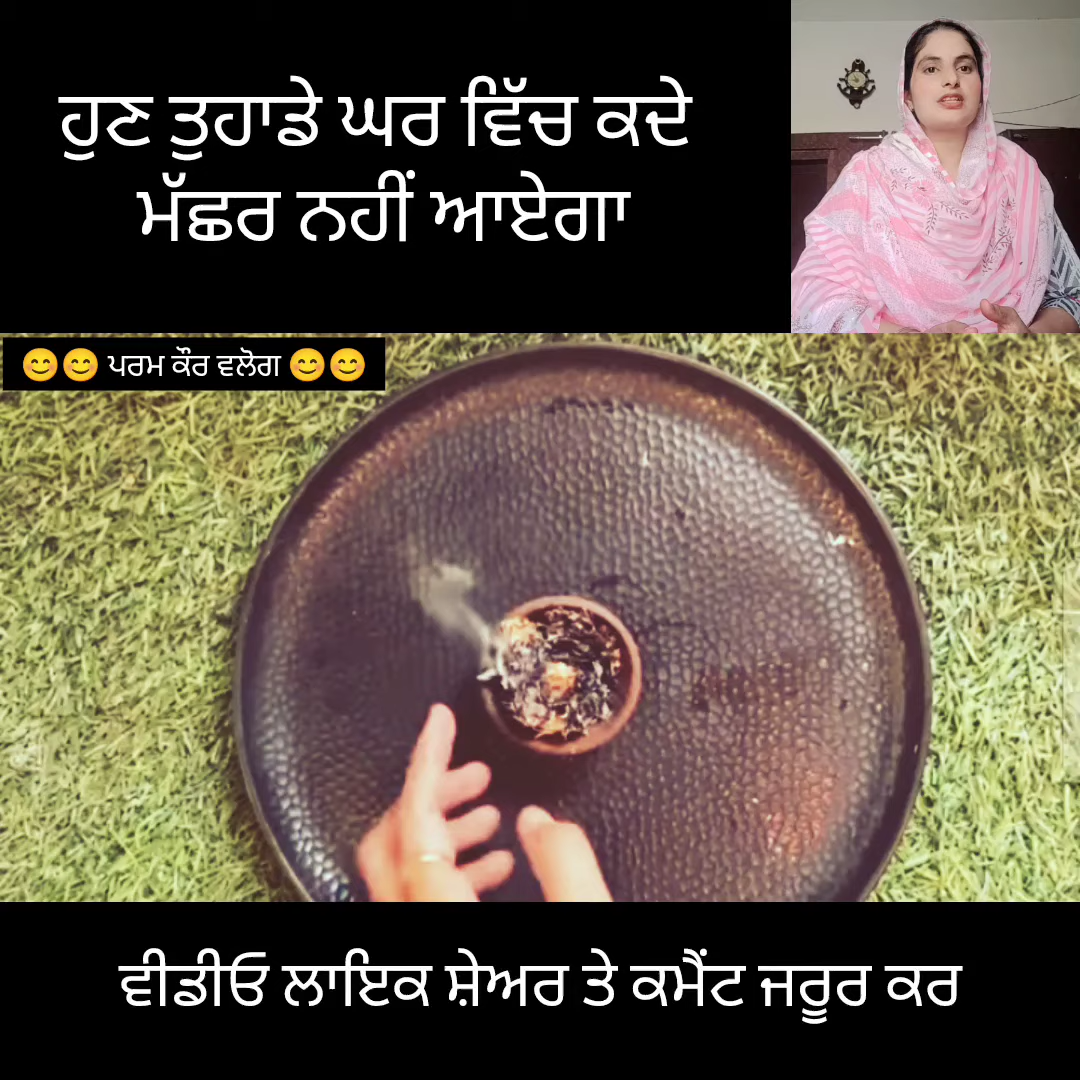 ਹੁਣ ਤੁਹਾਡੇ ਘਰ ਵਿੱਚ ਕਦੇ
ਮੱਛਰ ਨਹੀਂ ਆਏਗਾ
😊😊 ਪਰਮ ਕੌਰ ਵਲੋਗ 😊😊
ਵੀਡੀਓ ਲਾਇਕ ਸ਼ੇਅਰ ਤੇ ਕਮੈਂਟ ਜਰੂਰ ਕਰ